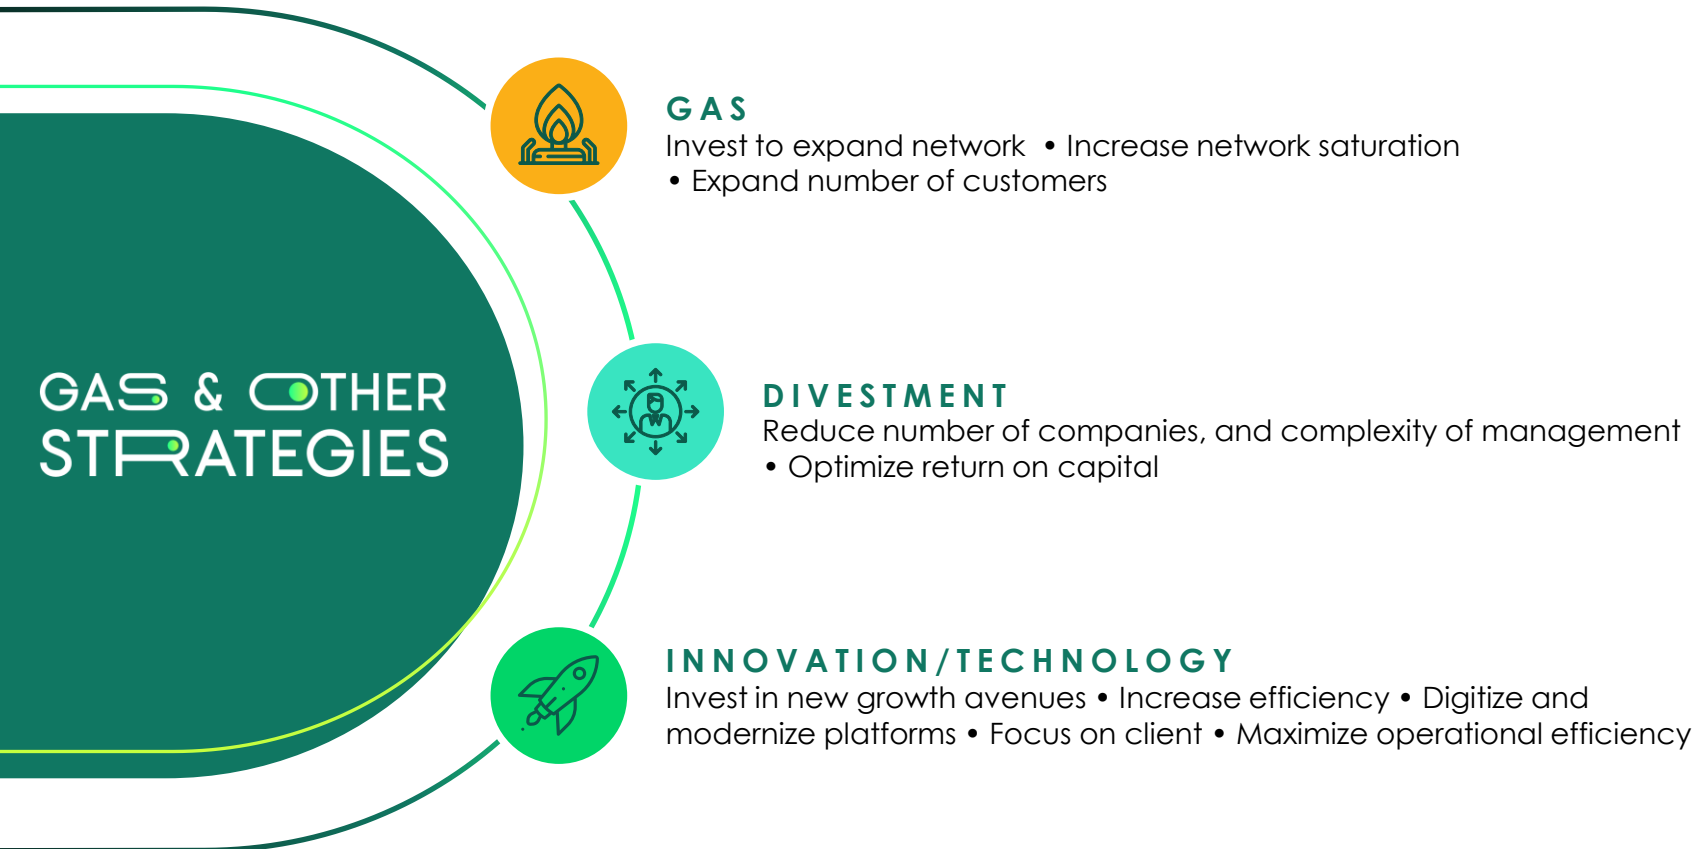 GAS & OTHER
STRATEGIES
GAS
Invest to expand network • Increase network saturation
• Expand number of customers
DIVESTMENT
Reduce number of companies, and complexity of management
• Optimize return on capital
INNOVATION/TECHNOLOGY
Invest in new growth avenues • Increase efficiency • Digitize and
modernize platforms • Focus on client • Maximize operational efficiency